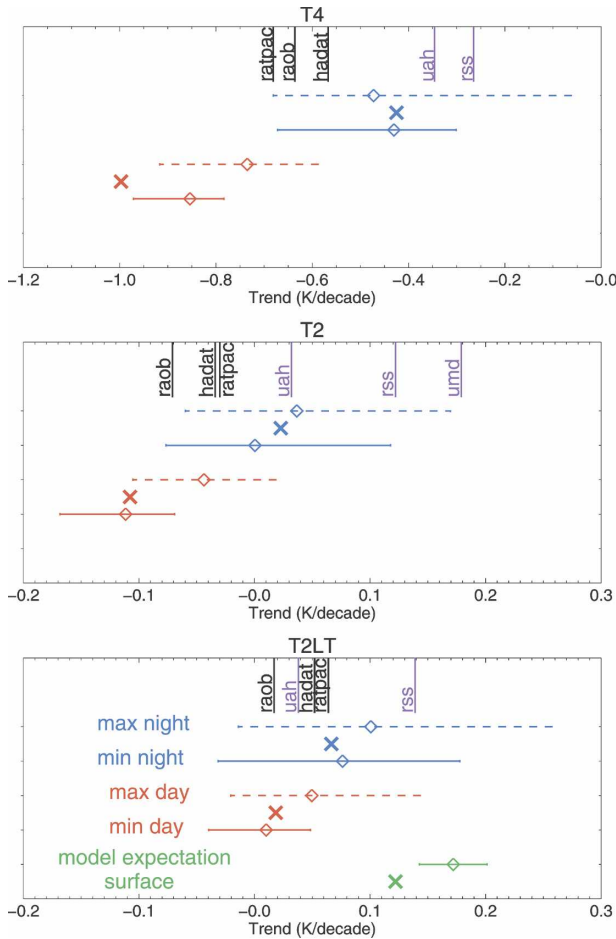 T4
ratpac raob hadat uah rss
-1.2 -1.0 -0.8 -0.6 -0.4 -0.2 -0.0
Trend (K/decade)
T2
raob hadat ratpac uah rss umd
-0.2 -0.1 -0.0 0.1 0.2 0.3
Trend (K/decade)
T2LT
raob uah hadat ratpac rss
max night
min night
max day
min day
model expectation
surface
-0.2 -0.1 -0.0 0.1 0.2 0.3
Trend (K/decade)